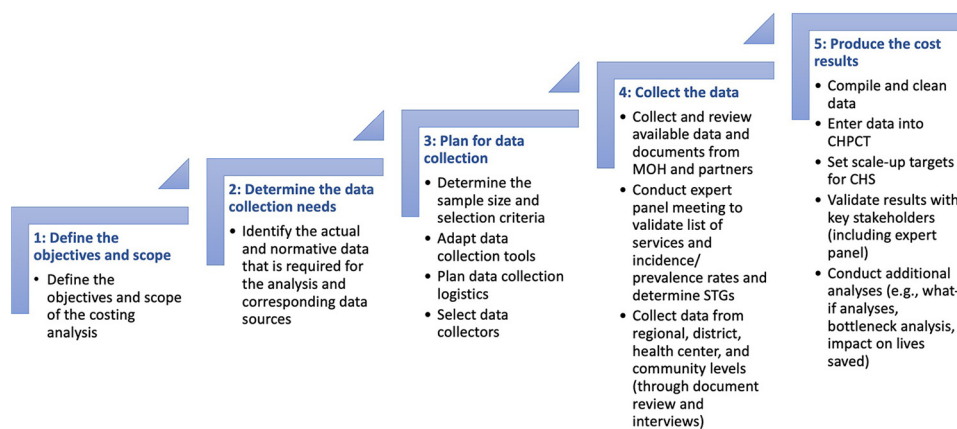 1: Define the
objectives and scope
• Define the
objectives and scope
of the costing
analysis
2: Determine the data
collection needs
• Identify the actual
and normative data
that is required for
the analysis and
corresponding data
sources
3: Plan for data
collection
• Determine the
sample size and
selection criteria
• Adapt data
collection tools
• Plan data collection
logistics
• Select data
collectors
4: Collect the data
• Collect and review
available data and
documents from
MOH and partners
• Conduct expert
panel meeting to
validate list of
services and
incidence/
prevalence rates and
determine STGs
• Collect data from
regional, district,
health center, and
community levels
(through document
review and
interviews)
5: Produce the cost
results
• Compile and clean
data
• Enter data into
CHPCT
• Set scale-up targets
for CHS
• Validate results with
key stakeholders
(including expert
panel)
• Conduct additional
analyses (e.g., what-
if analyses,
bottleneck analysis,
impact on lives
saved)